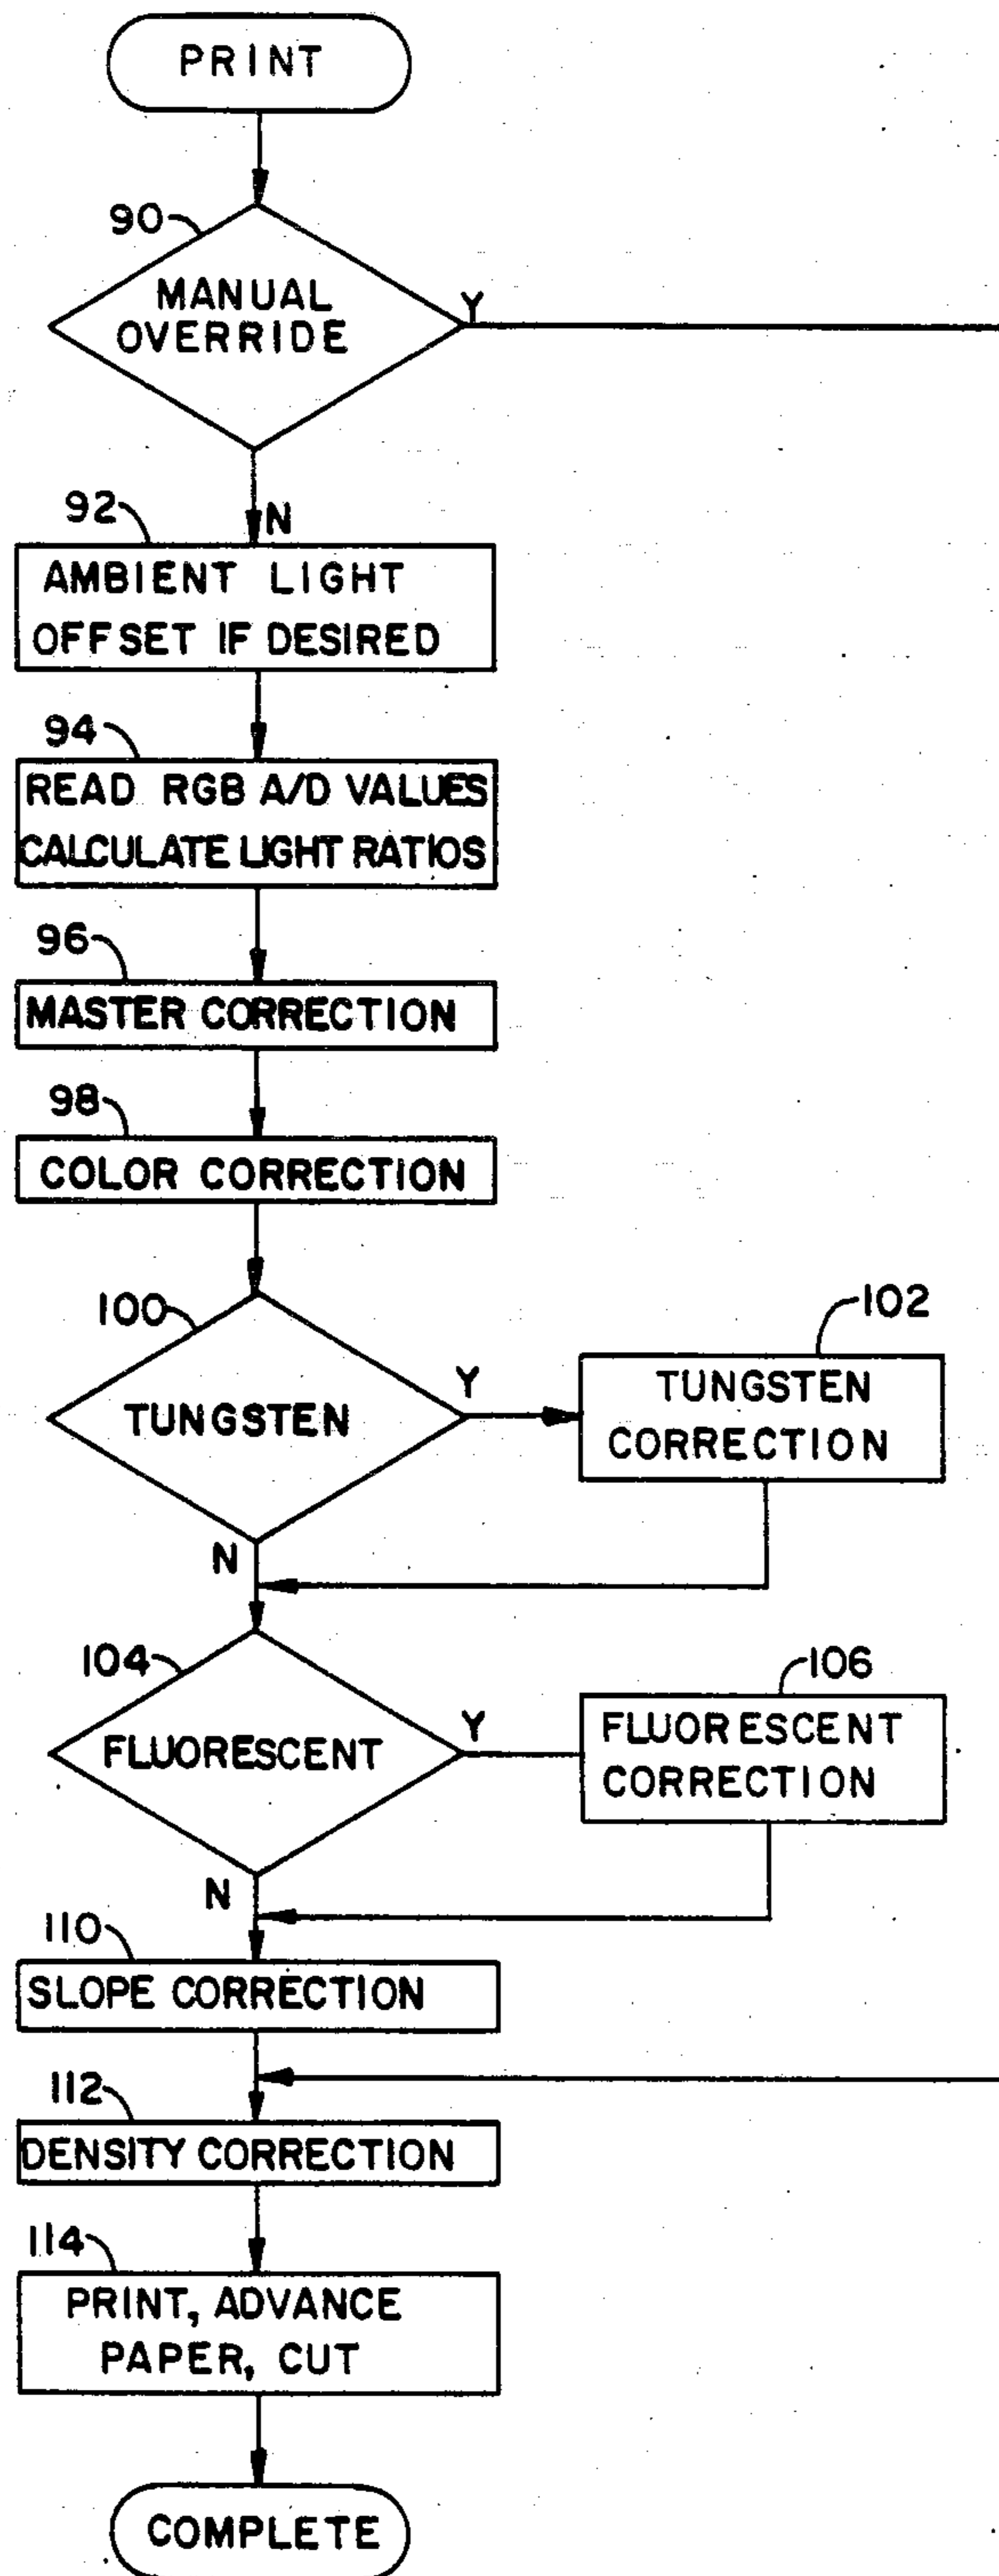 PRINT
90
MANUAL
OVERRIDE
Y
N
92
AMBIENT LIGHT
OFFSET IF DESIRED
94
READ RGB A/D VALUES
CALCULATE LIGHT RATIOS
96
MASTER CORRECTION
98
COLOR CORRECTION
100
TUNGSTEN
Y
102
TUNGSTEN
CORRECTION
N
104
FLUORESCENT
Y
106
FLUORESCENT
CORRECTION
N
110
SLOPE CORRECTION
112
DENSITY CORRECTION
114
PRINT, ADVANCE
PAPER, CUT
COMPLETE